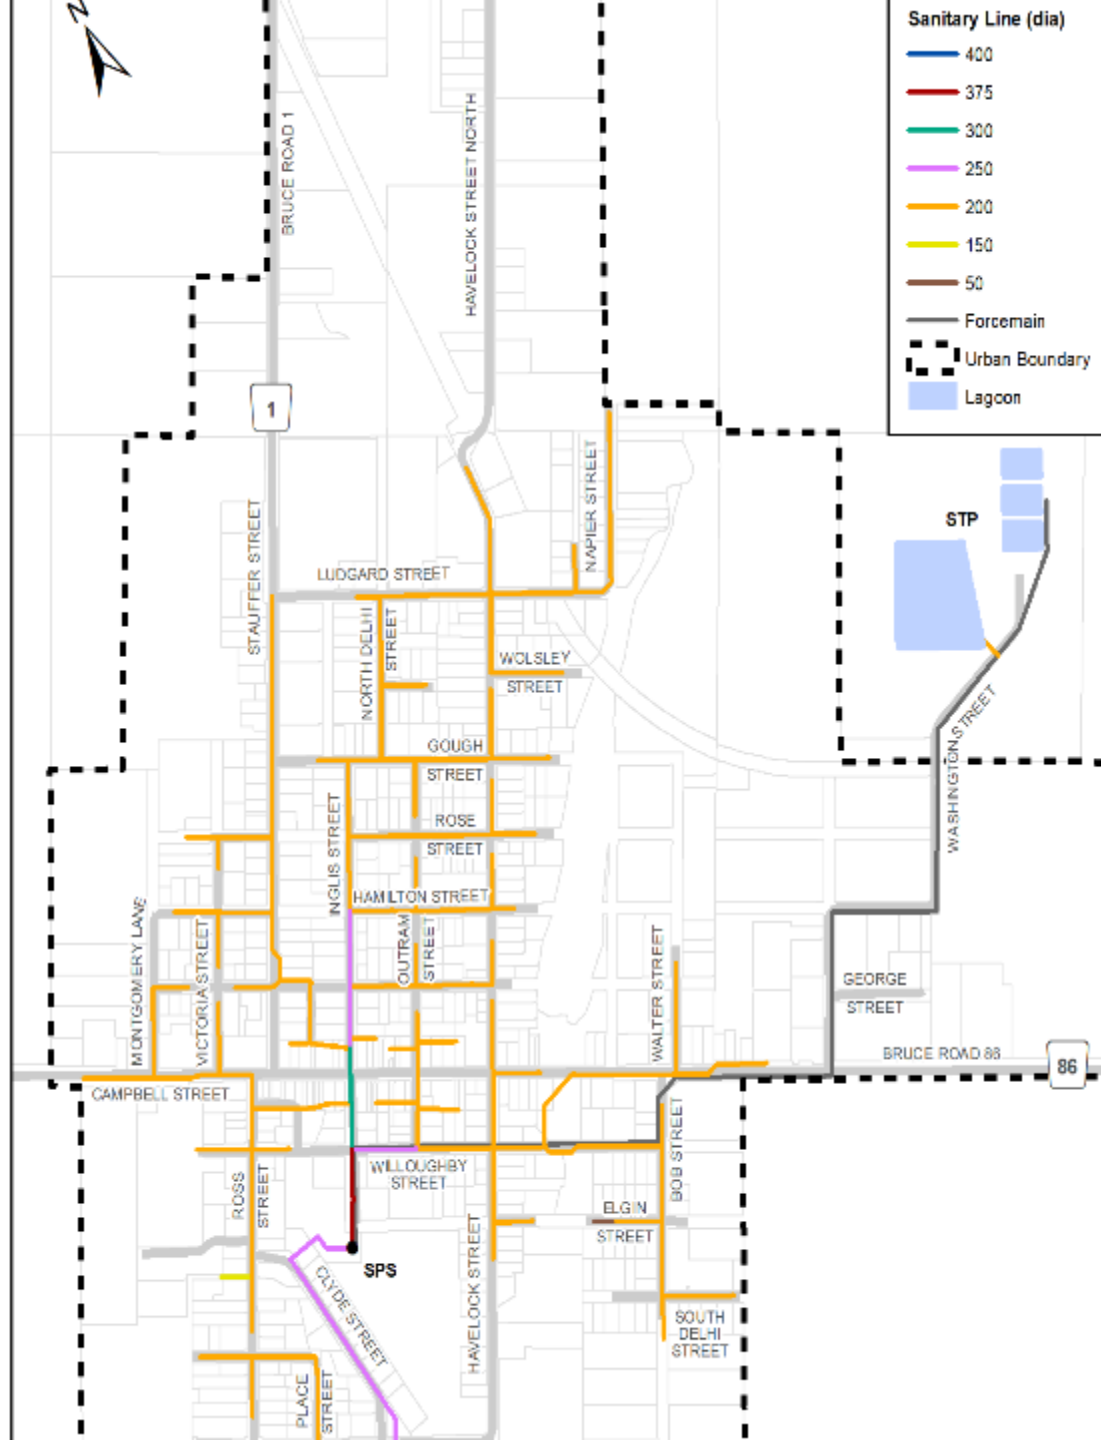 N
Sanitary Line (dia)
400
375
300
250
200
150
50
Forcemain
Urban Boundary
Lagoon
BRUCE ROAD 1
HAVELOCK STREET NORTH
1
NAPIER STREET
STP
STAUFFER STREET
LUDGARD STREET
NORTH DELHI
STREET
WOLSLEY
STREET
WASHINGTON STREET
GOUGH
STREET
INGLIS STREET
ROSE
STREET
HAMILTON STREET
MONTGOMERY LANE
VICTORIA STREET
OUTRAM
STREET
WALTER STREET
GEORGE
STREET
BRUCE ROAD 86
86
CAMPBELL STREET
BOB STREET
WILLOUGHBY
STREET
ROSS
STREET
ELGIN
STREET
HAVELOCK STREET
SPS
CLYDE STREET
SOUTH
DELHI
STREET
PLACE
STREET